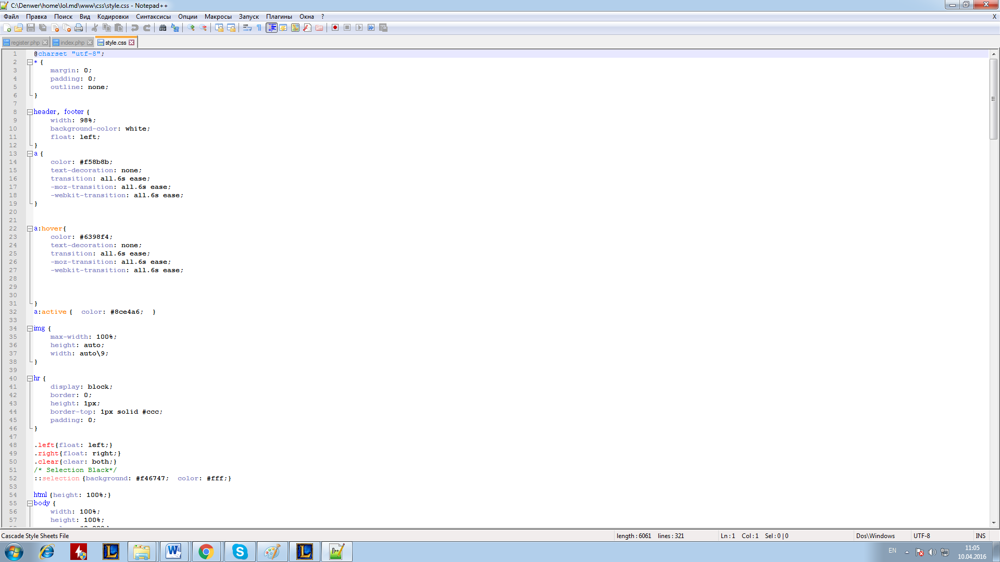 C:\Denwer\home\lol.md\www\css\style.css - Notepad++
Файл Правка Поиск Вид Кодировки Синтаксисы Опции Макросы Запуск Плагины Окна ? X
register.php index.php style.css
1 @charset "utf-8";
2 * {
3 margin: 0;
4 padding: 0;
5 outline: none;
6 }
7
8 header, footer {
9 width: 98%;
10 background-color: white;
11 float: left;
12 }
13 a {
14 color: #f58b8b;
15 text-decoration: none;
16 transition: all.6s ease;
17 -moz-transition: all.6s ease;
18 -webkit-transition: all.6s ease;
19 }
20
21
22 a:hover{
23 color: #6398f4;
24 text-decoration: none;
25 transition: all.6s ease;
26 -moz-transition: all.6s ease;
27 -webkit-transition: all.6s ease;
28
29
30
31 }
32 a:active { color: #8ce4a6; }
33
34 img {
35 max-width: 100%;
36 height: auto;
37 width: auto\9;
38 }
39
40 hr {
41 display: block;
42 border: 0;
43 height: 1px;
44 border-top: 1px solid #ccc;
45 padding: 0;
46 }
47
48 .left{float: left;}
49 .right{float: right;}
50 .clear{clear: both;}
51 /* Selection Black*/
52 ::selection {background: #f46747; color: #fff;}
53
54 html {height: 100%;}
55 body {
56 width: 100%;
57 height: 100%;
Cascade Style Sheets File length : 6061 lines : 321 Ln : 1 Col : 1 Sel : 0 | 0 Dos\Windows UTF-8 INS
EN 11:05
10.04.2016